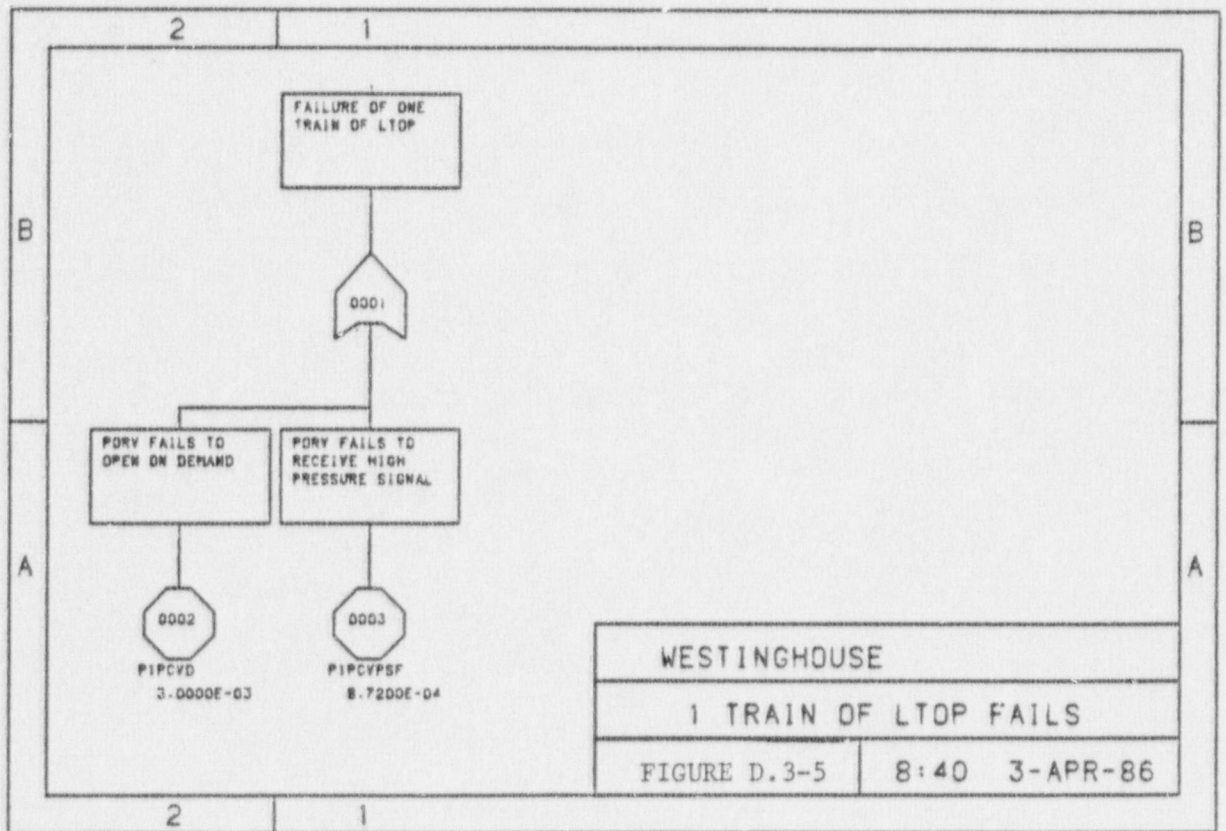 2 1
FAILURE OF ONE
TRAIN OF LTOP
B B
0001
PORV FAILS TO
OPEN ON DEMAND
PORV FAILS TO
RECEIVE HIGH
PRESSURE SIGNAL
A A
0002
P1PCVD
3.0000E-03
0003
P1PCVPSF
8.7200E-04
WESTINGHOUSE
1 TRAIN OF LTOP FAILS
FIGURE D.3-5
8:40 3-APR-86
2 1